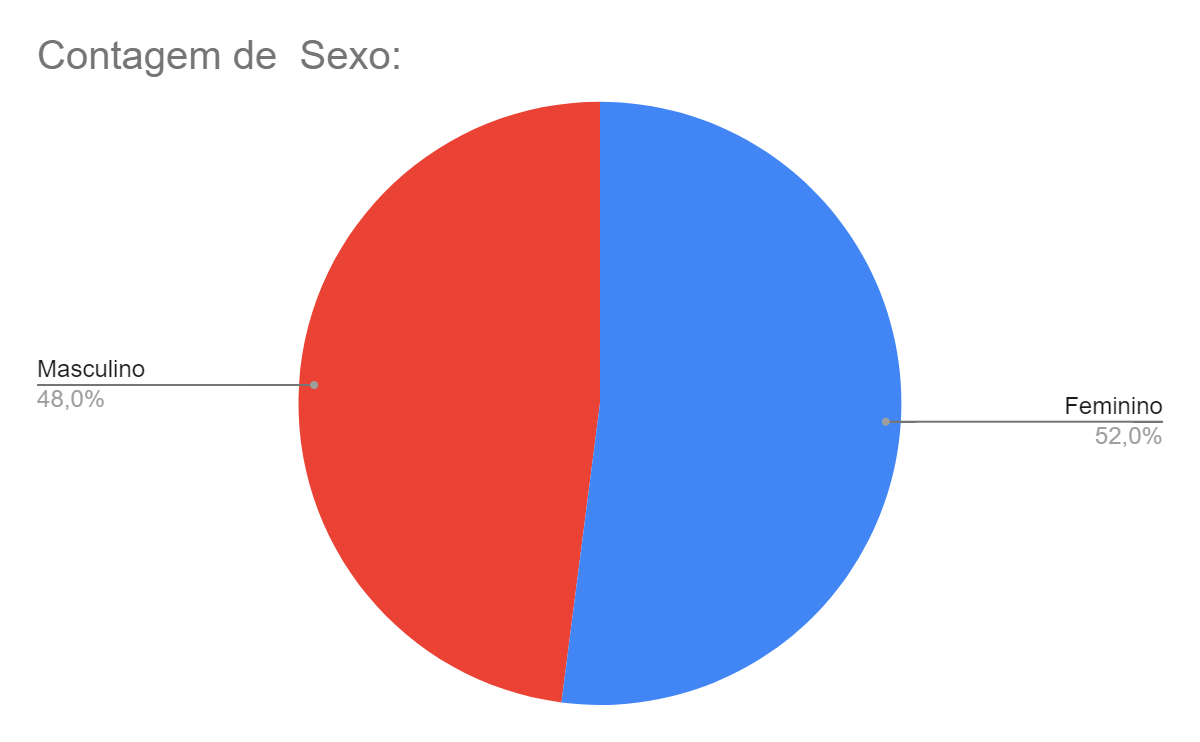 Contagem de  Sexo:
Masculino
48,0%
Feminino
52,0%